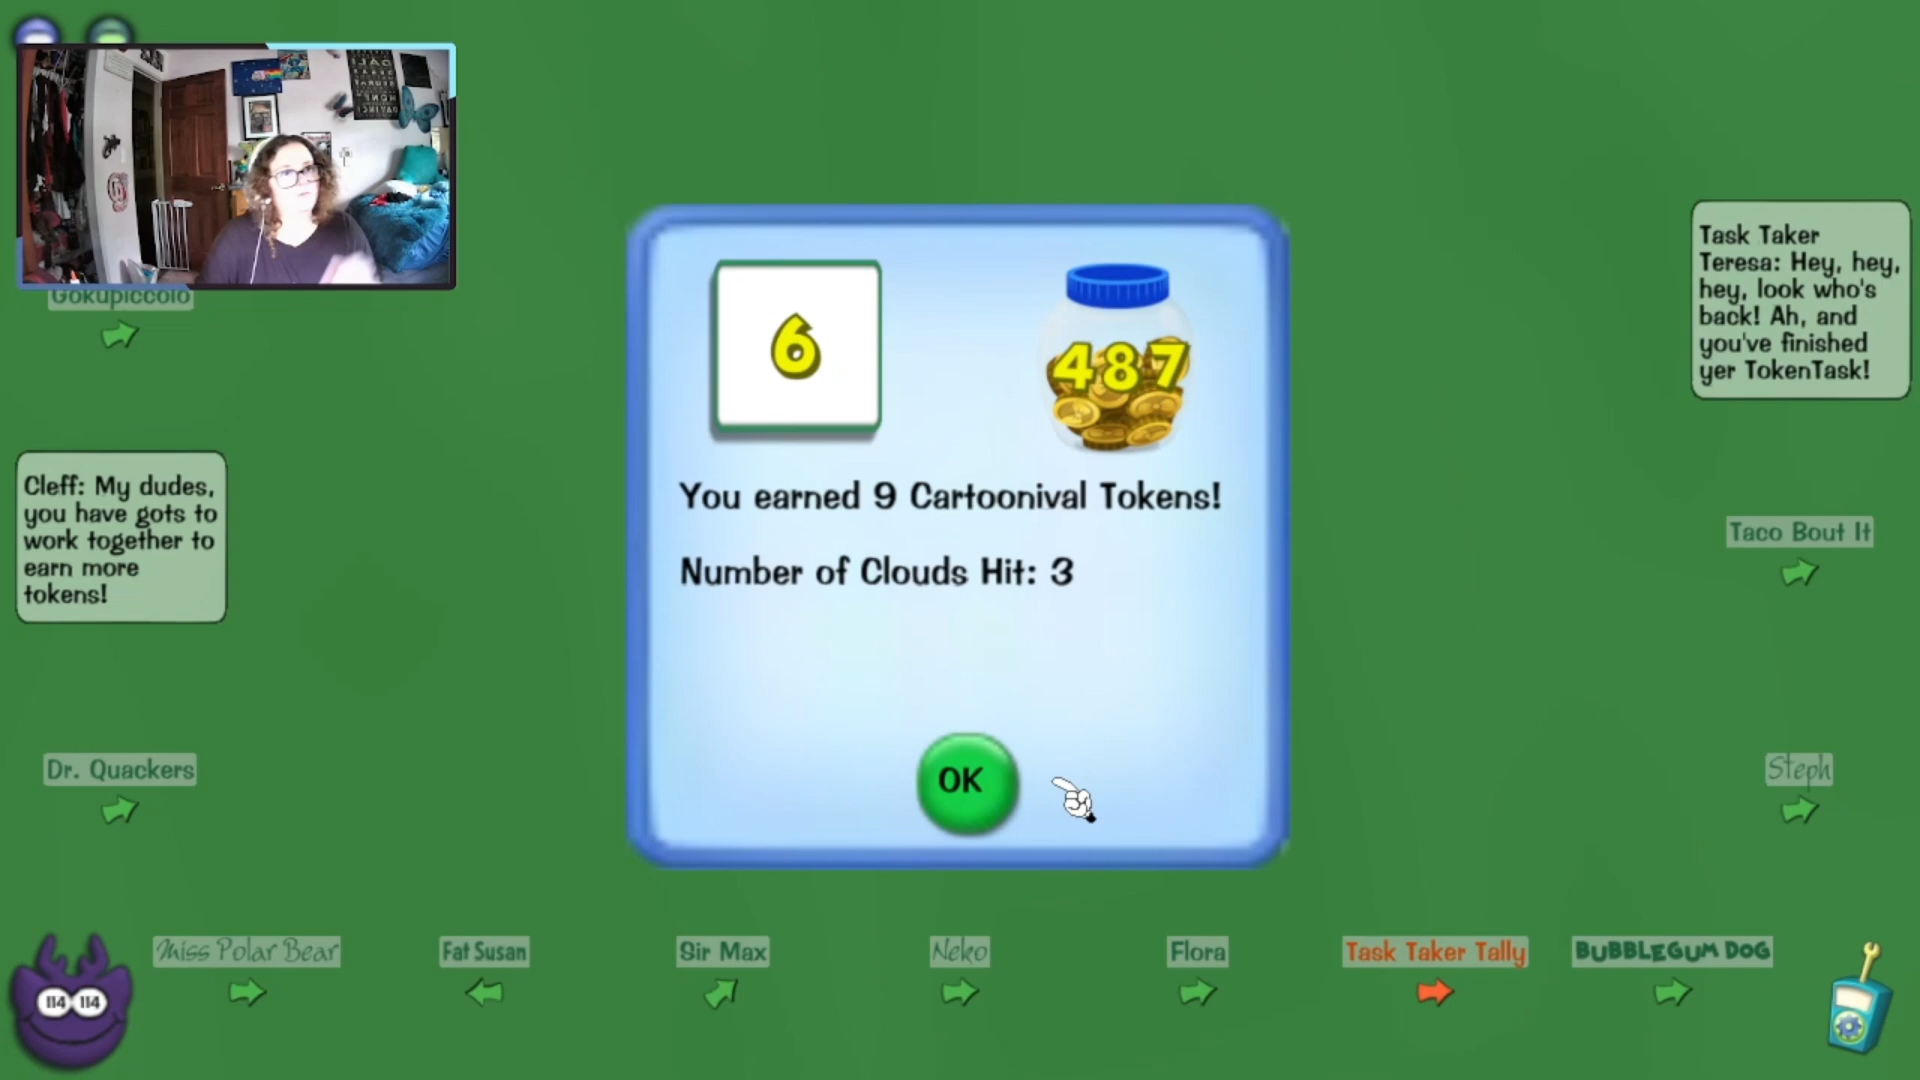 Gokupiccolo
6
487
Task Taker
Teresa: Hey, hey,
hey, look who's
back! Ah, and
you've finished
yer TokenTask!
You earned 9 Cartoonival Tokens!
Number of Clouds Hit: 3
Cleff: My dudes,
you have gots to
work together to
earn more
tokens!
Taco Bout It
Dr. Quackers
OK
Steph
Miss Polar Bear
Fat Susan
Sir Max
Neko
Flora
Task Taker Tally
BUBBLEGUM DOG
114 114